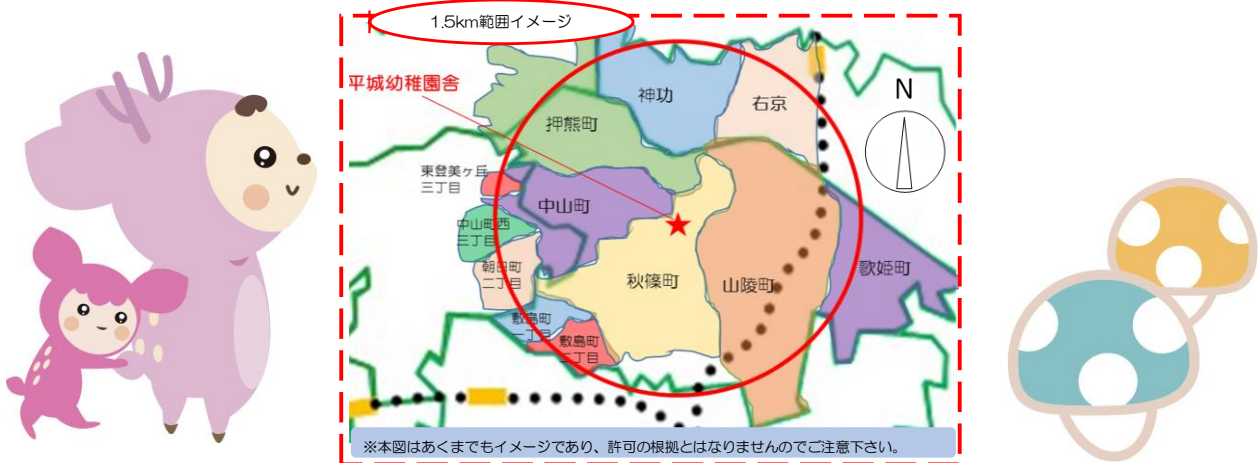 1.5km範囲イメージ
平城幼稚園舎
神功
右京
N
押熊町
東登美ヶ丘
三丁目
中山町
中山町西
三丁目
朝日町
二丁目
秋篠町
山陵町
歌姫町
敷島町
一丁目
敷島町
二丁目
※本図はあくまでもイメージであり、許可の根拠とはなりませんのでご注意下さい。